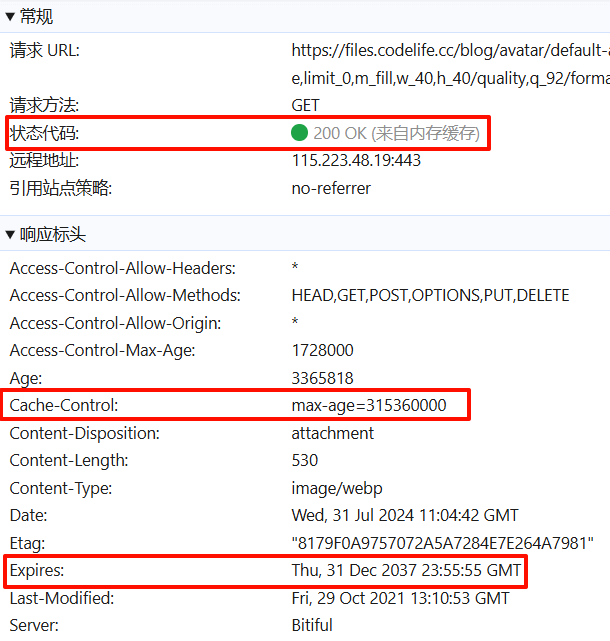 ▼ 常规
请求 URL: https://files.codelife.cc/blog/avatar/default-a
e,limit_0,m_fill,w_40,h_40/quality,q_92/forma
请求方法: GET
状态代码: 200 OK (来自内存缓存)
远程地址: 115.223.48.19:443
引用站点策略: no-referrer
▼ 响应标头
Access-Control-Allow-Headers: *
Access-Control-Allow-Methods: HEAD,GET,POST,OPTIONS,PUT,DELETE
Access-Control-Allow-Origin: *
Access-Control-Max-Age: 1728000
Age: 3365818
Cache-Control: max-age=315360000
Content-Disposition: attachment
Content-Length: 530
Content-Type: image/webp
Date: Wed, 31 Jul 2024 11:04:42 GMT
Etag: "8179F0A9757072A5A7284E7E264A7981"
Expires: Thu, 31 Dec 2037 23:55:55 GMT
Last-Modified: Fri, 29 Oct 2021 13:10:53 GMT
Server: Bitiful